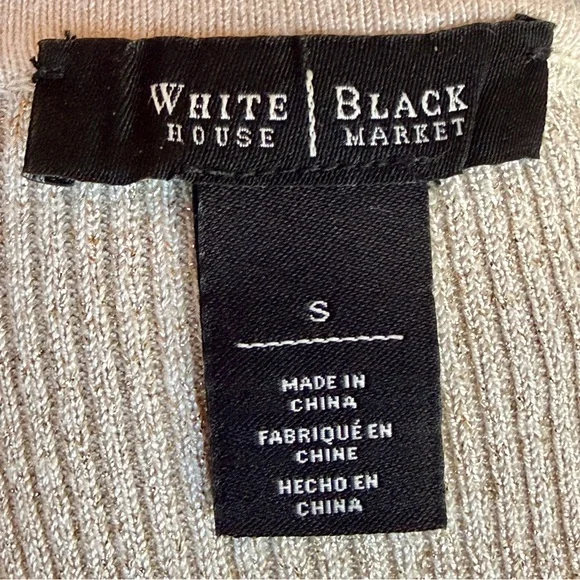 WHITE | BLACK
HOUSE | MARKET
S
MADE IN
CHINA
FABRIQUÉ EN
CHINE
HECHO EN
CHINA